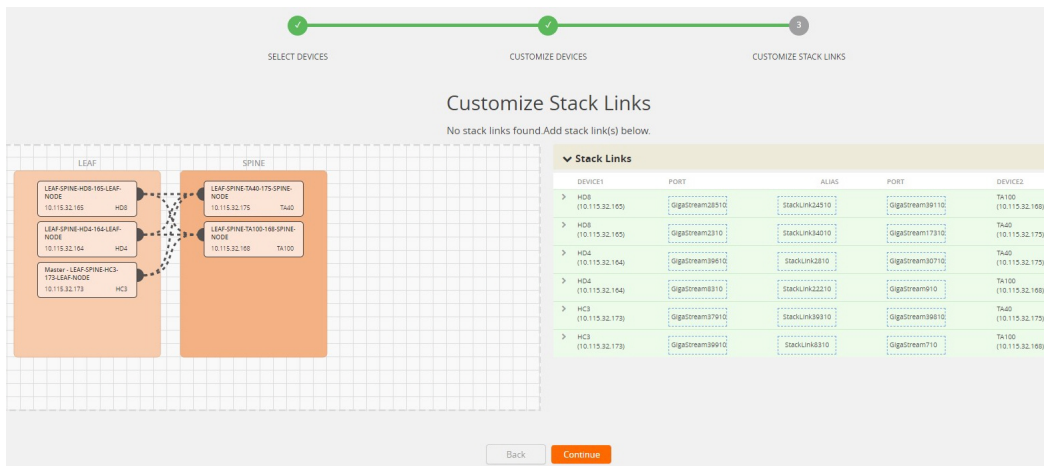 3
SELECT DEVICES
CUSTOMIZE DEVICES
CUSTOMIZE STACK LINKS
Customize Stack Links
No stack links found.Add stack link(s) below.
LEAF
SPINE
LEAF-SPINE-HD8-165-LEAF-
NODE
10.115.32.165 HD8
LEAF-SPINE-HD4-164-LEAF-
NODE
10.115.32.164 HD4
Master - LEAF-SPINE-HC3-
173-LEAF-NODE
10.115.32.173 HC3
LEAF-SPINE-TA40-175-SPINE-
NODE
10.115.32.175 TA40
LEAF-SPINE-TA100-168-SPINE-
NODE
10.115.32.168 TA100
Stack Links
DEVICE1 PORT ALIAS PORT DEVICE2
HD8 GigaStream28510 StackLink24510 GigaStream39110 TA100
(10.115.32.165) (10.115.32.168)
HD8 GigaStream2310 StackLink34010 GigaStream17310 TA40
(10.115.32.165) (10.115.32.175)
HD4 GigaStream39610 StackLink2810 GigaStream30710 TA40
(10.115.32.164) (10.115.32.175)
HD4 GigaStream8310 StackLink22210 GigaStream910 TA100
(10.115.32.164) (10.115.32.168)
HC3 GigaStream37910 StackLink39310 GigaStream39810 TA40
(10.115.32.173) (10.115.32.175)
HC3 GigaStream39910 StackLink8310 GigaStream710 TA100
(10.115.32.173) (10.115.32.168)
Back
Continue